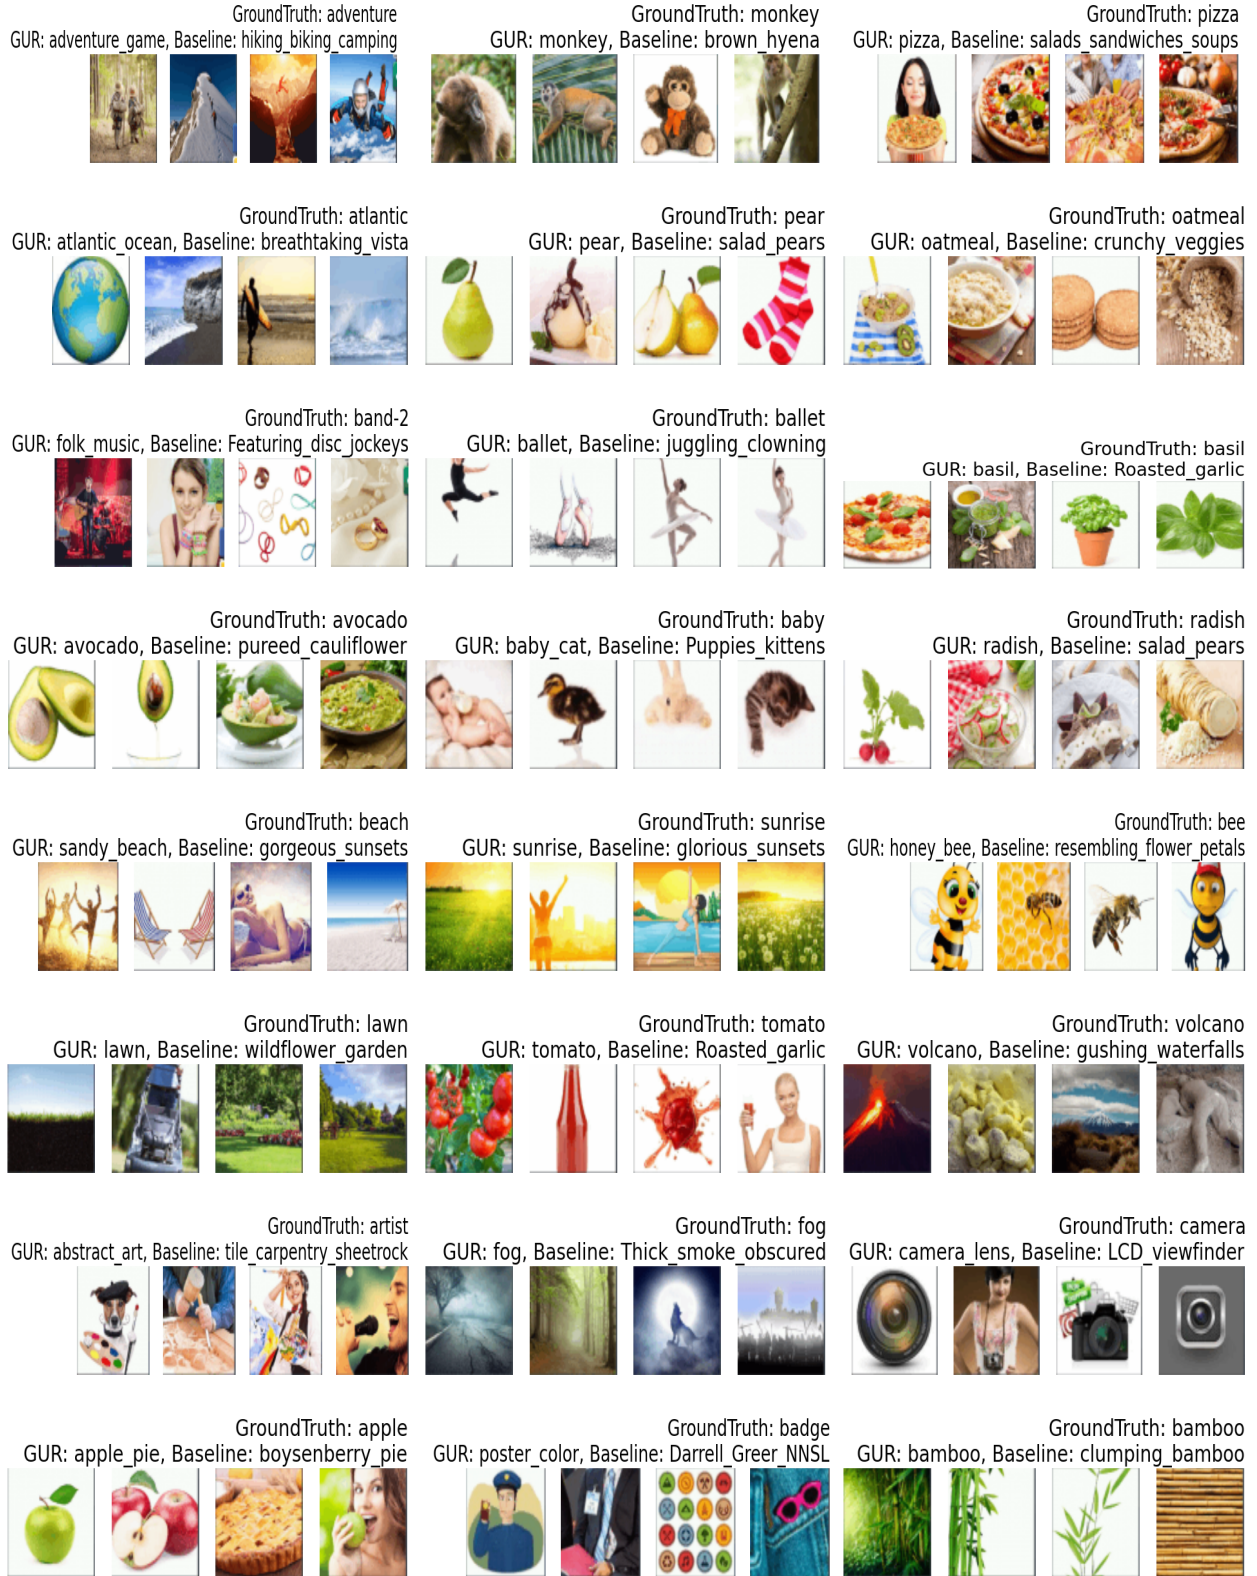 GroundTruth: adventure
GUR: adventure_game, Baseline: hiking_biking_camping
GroundTruth: monkey
GUR: monkey, Baseline: brown_hyena
GroundTruth: pizza
GUR: pizza, Baseline: salads_sandwiches_soups
GroundTruth: atlantic
GUR: atlantic_ocean, Baseline: breathtaking_vista
GroundTruth: pear
GUR: pear, Baseline: salad_pears
GroundTruth: oatmeal
GUR: oatmeal, Baseline: crunchy_veggies
GroundTruth: band-2
GUR: folk_music, Baseline: Featuring_disc_jockeys
GroundTruth: ballet
GUR: ballet, Baseline: juggling_clowning
GroundTruth: basil
GUR: basil, Baseline: Roasted_garlic
GroundTruth: avocado
GUR: avocado, Baseline: pureed_cauliflower
GroundTruth: baby
GUR: baby_cat, Baseline: Puppies_kittens
GroundTruth: radish
GUR: radish, Baseline: salad_pears
GroundTruth: beach
GUR: sandy_beach, Baseline: gorgeous_sunsets
GroundTruth: sunrise
GUR: sunrise, Baseline: glorious_sunsets
GroundTruth: bee
GUR: honey_bee, Baseline: resembling_flower_petals
GroundTruth: lawn
GUR: lawn, Baseline: wildflower_garden
GroundTruth: tomato
GUR: tomato, Baseline: Roasted_garlic
GroundTruth: volcano
GUR: volcano, Baseline: gushing_waterfalls
GroundTruth: artist
GUR: abstract_art, Baseline: tile_carpentry_sheetrock
GroundTruth: fog
GUR: fog, Baseline: Thick_smoke_obscured
GroundTruth: camera
GUR: camera_lens, Baseline: LCD_viewfinder
GroundTruth: apple
GUR: apple_pie, Baseline: boysenberry_pie
GroundTruth: badge
GUR: poster_color, Baseline: Darrell_Greer_NNSL
GroundTruth: bamboo
GUR: bamboo, Baseline: clumping_bamboo